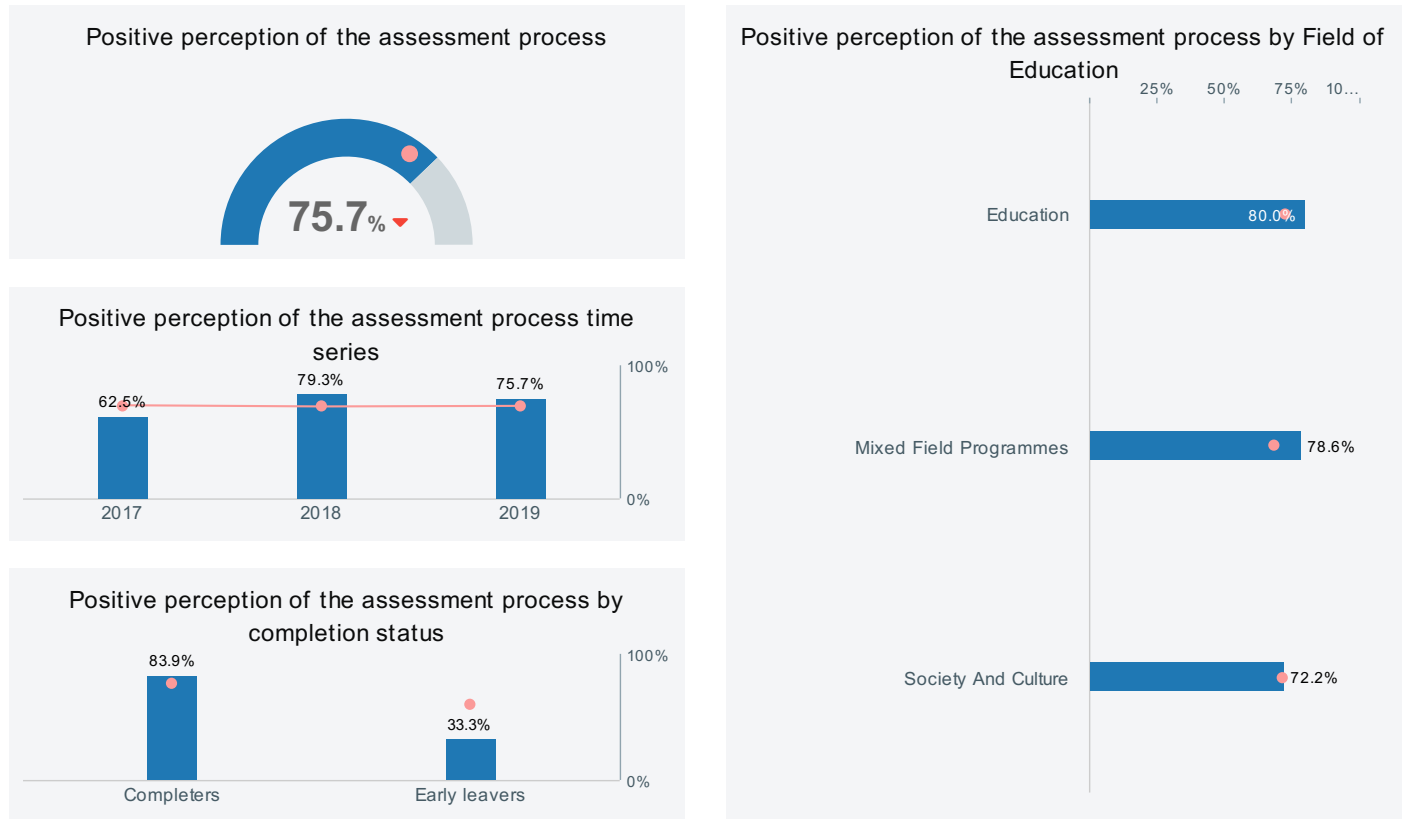 Positive perception of the assessment process
75.7%
Positive perception of the assessment process time
series
100%
79.3%
75.7%
62.5%
0%
2017
2018
2019
Positive perception of the assessment process by
completion status
100%
83.9%
33.3%
0%
Completers
Early leavers
Positive perception of the assessment process by Field of
Education
25%
50%
75%
10...
Education
80.0%
Mixed Field Programmes
78.6%
Society And Culture
72.2%